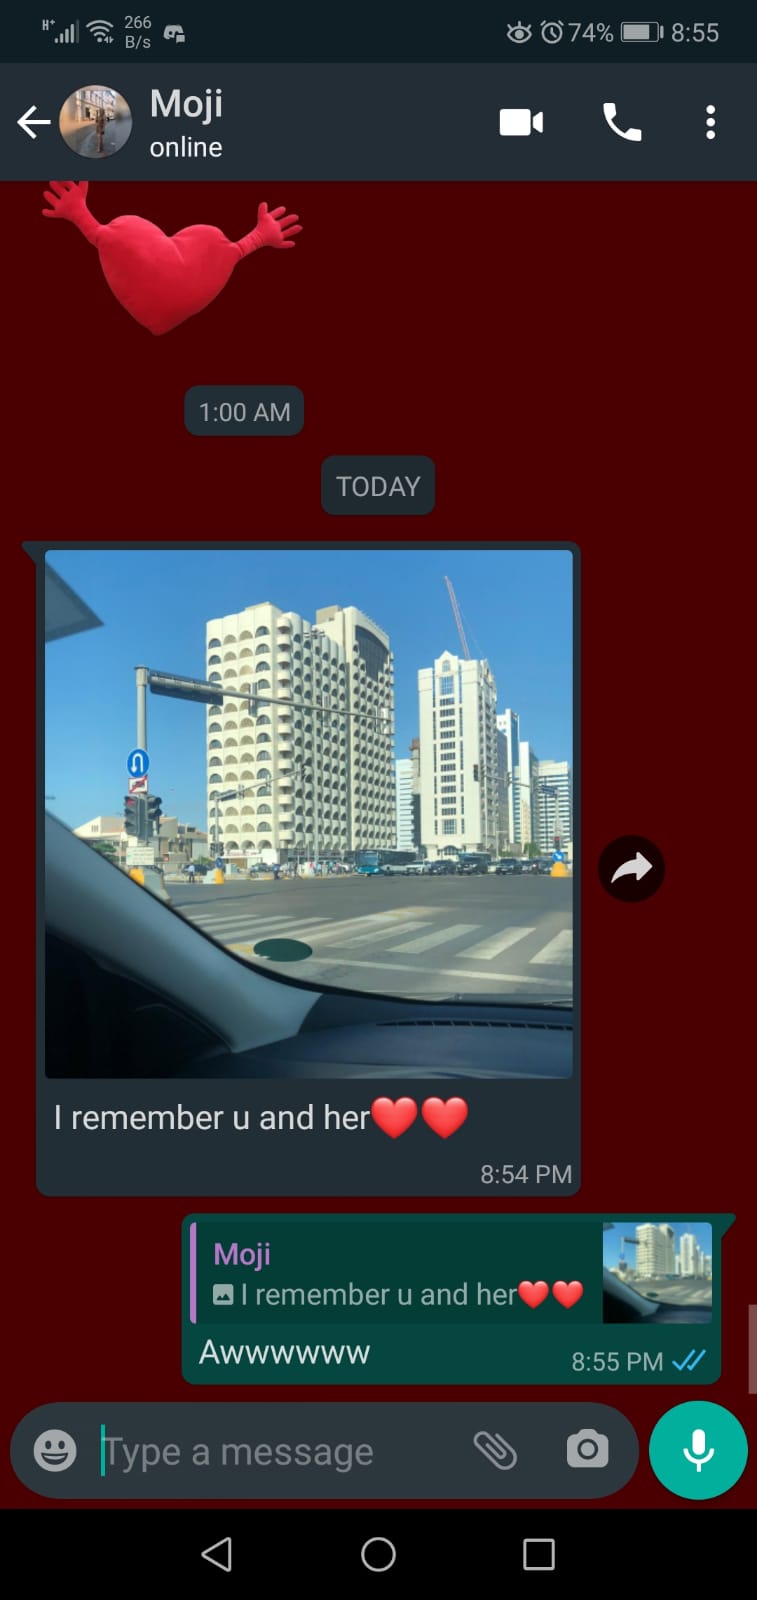 H+ 266 B/s 74% 8:55
Moji
online
1:00 AM
TODAY
I remember u and her❤️❤️
8:54 PM
Moji
I remember u and her❤️❤️
Awwwwww
8:55 PM
Type a message